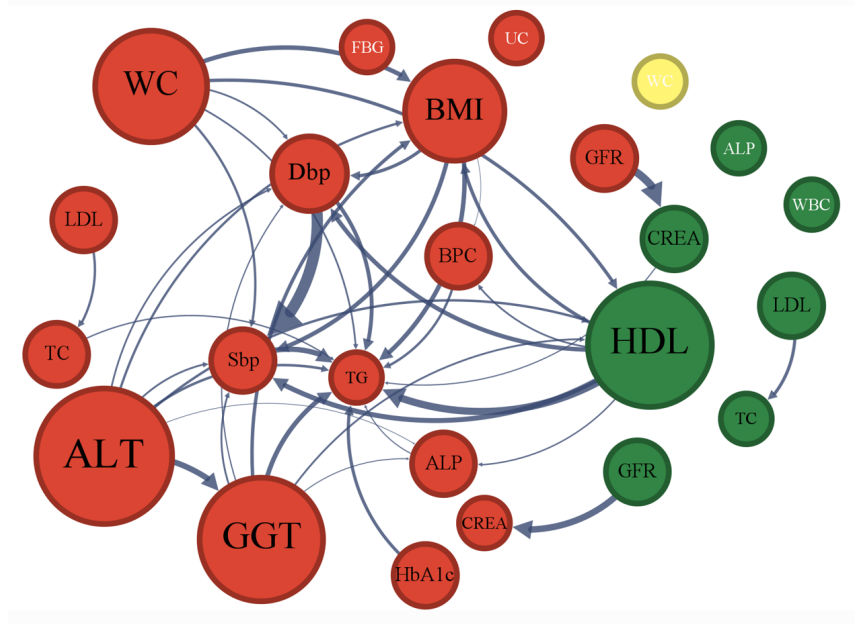 UC
FBG
WC
WC
BMI
ALP
GFR
Dbp
WBC
LDL
CREA
BPC
LDL
HDL
TC
Sbp
TG
TC
ALT
ALP
GFR
CREA
GGT
HbA1c